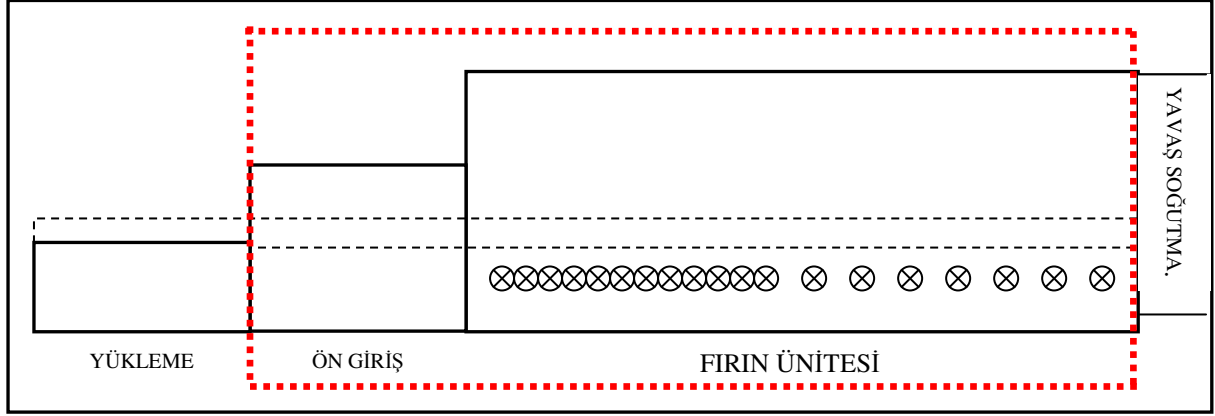 YAVAŞ SOĞUTMA.
YÜKLEME
ÖN GİRİŞ
FIRIN ÜNİTESİ